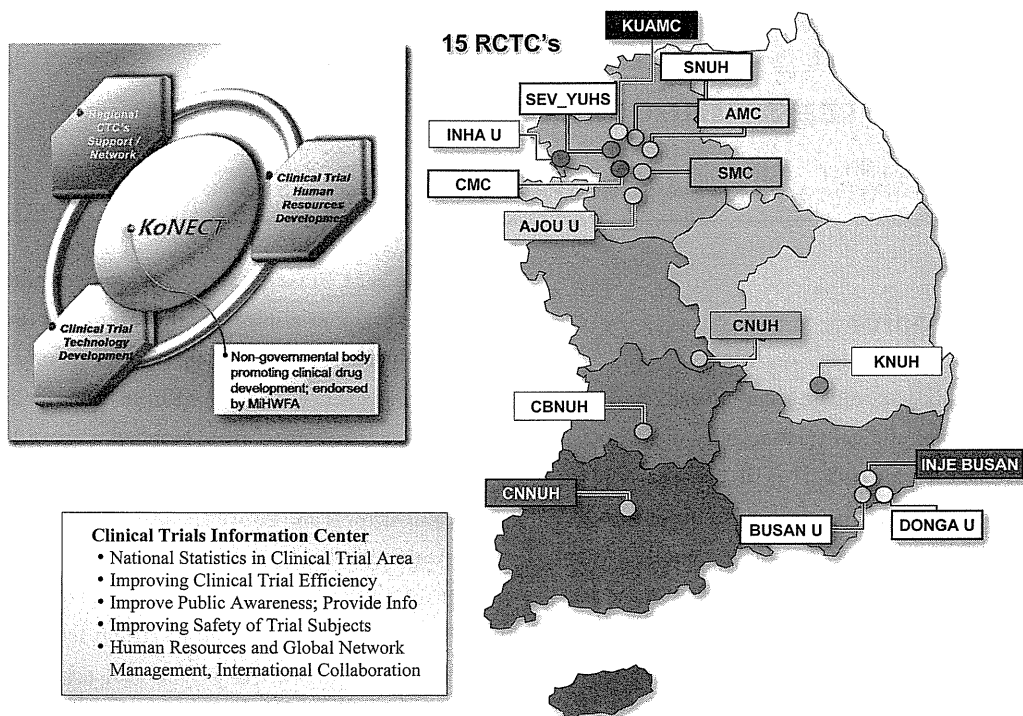 Regional
CTC's
Support /
Network
Clinical Trial
Human
Resources
Development
KoNECT
Clinical Trial
Technology
Development
• Non-governmental body
promoting clinical drug
development; endorsed
by MiHWFA
Clinical Trials Information Center
• National Statistics in Clinical Trial Area
• Improving Clinical Trial Efficiency
• Improve Public Awareness; Provide Info
• Improving Safety of Trial Subjects
• Human Resources and Global Network
Management, International Collaboration
15 RCTC's
KUAMC
SNUH
SEV_YUHS
AMC
INHA U
SMC
CMC
AJOU U
CNUH
KNUH
CBNUH
INJE BUSAN
CNNUH
BUSAN U
DONGA U